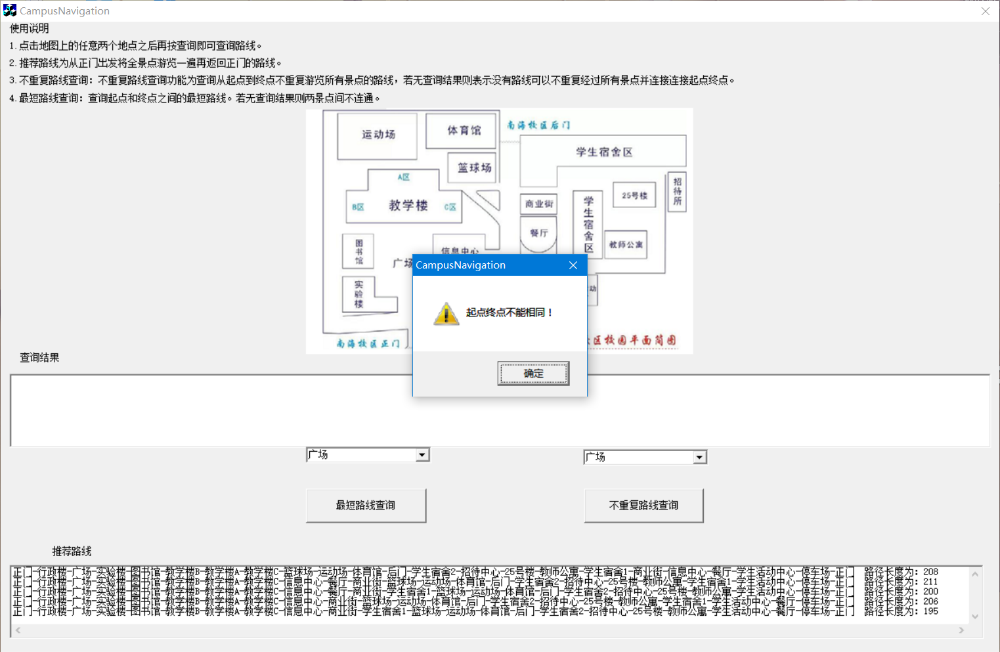 CampusNavigation
使用说明
1.点击地图上的任意两个地点之后再按查询即可查询路线。
2.推荐路线为从正门出发将全景点游览一遍再返回正门的路线。
3.不重复路线查询：不重复路线查询功能为查询从起点到终点不重复游览所有景点的路线，若无查询结果则表示没有路线可以不重复经过所有景点并连接连接起点终点。
4.最短路线查询：查询起点和终点之间的最短路线。若无查询结果则两景点间不连通。
运动场
体育馆
南海校区后门
学生宿舍区
篮球场
A区
招待所
25号楼
B区
教学楼
C区
商业街
学生宿舍区
餐厅
图书馆
信息中心
教师公寓
广场
实验楼
动
南海校区正门
区校园平面简图
CampusNavigation
起点终点不能相同！
确定
查询结果
广场
广场
最短路线查询
不重复路线查询
推荐路线
正门-行政楼-广场-实验楼-图书馆-教学楼B-教学楼A-教学楼C-篮球场-运动场-体育馆-后门-学生宿舍2-招待中心-25号楼-教师公寓-学生宿舍1-商业街-信息中心-餐厅-学生活动中心-停车场-正门 路径长度为：208
正门-行政楼-广场-实验楼-图书馆-教学楼B-教学楼A-教学楼C-信息中心-餐厅-商业街-篮球场-运动场-体育馆-后门-学生宿舍2-招待中心-25号楼-教师公寓-学生宿舍1-学生活动中心-停车场-正门 路径长度为：211
正门-行政楼-广场-实验楼-图书馆-教学楼B-教学楼A-教学楼C-信息中心-餐厅-商业街-学生宿舍1-篮球场-运动场-体育馆-后门-学生宿舍2-招待中心-25号楼-教师公寓-学生活动中心-停车场-正门 路径长度为：200
正门-行政楼-广场-实验楼-图书馆-教学楼B-教学楼A-教学楼C-信息中心-商业街-篮球场-运动场-体育馆-后门-学生宿舍2-招待中心-25号楼-教师公寓-学生宿舍1-学生活动中心-餐厅-停车场-正门 路径长度为：206
正门-行政楼-广场-实验楼-图书馆-教学楼B-教学楼A-教学楼C-信息中心-商业街-学生宿舍1-篮球场-运动场-体育馆-后门-学生宿舍2-招待中心-25号楼-教师公寓-学生活动中心-餐厅-停车场-正门 路径长度为：195